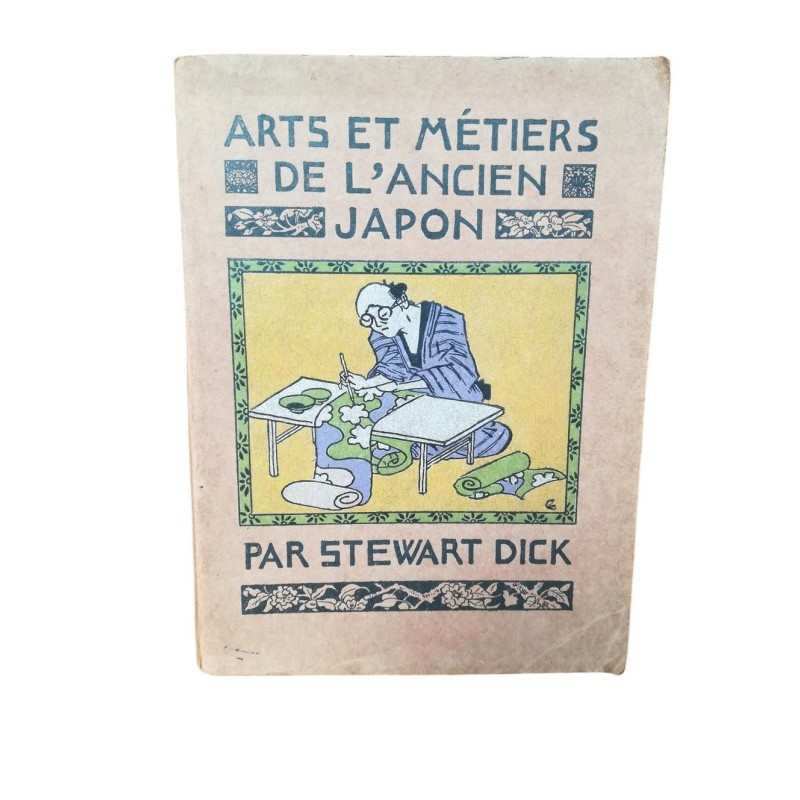 ARTS ET MÉTIERS
DE L'ANCIEN
JAPON
PAR STEWART DICK